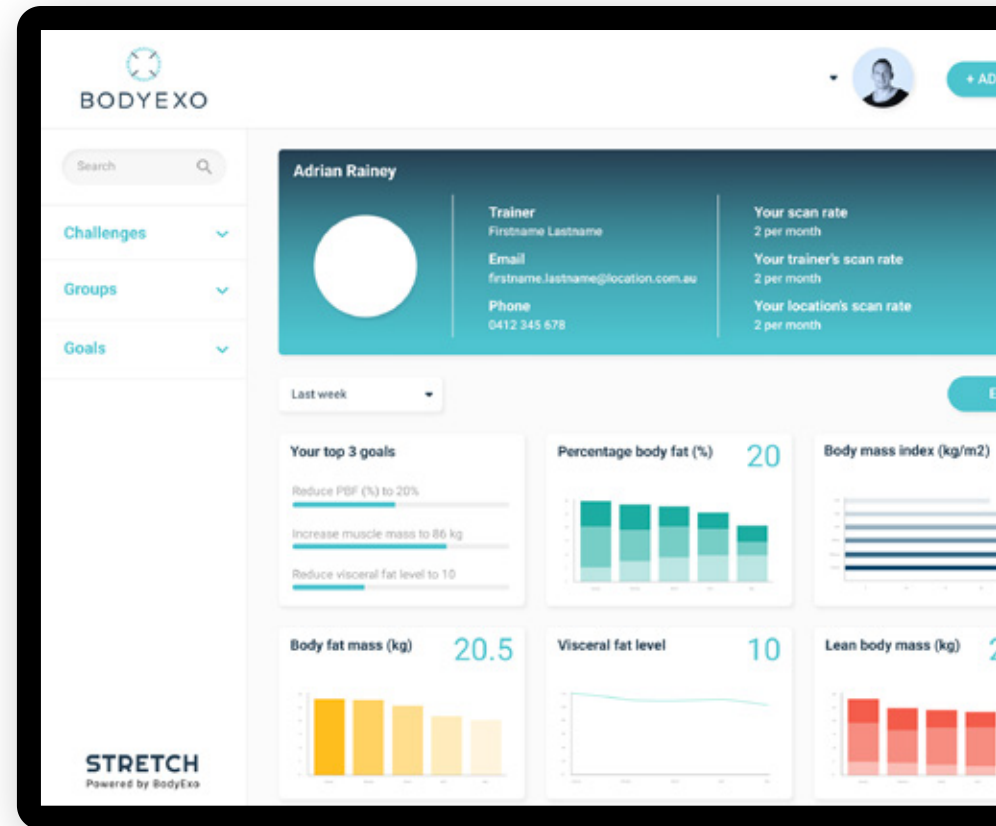 BODYEXO
+ AD
Search
Challenges
Groups
Goals
Adrian Rainey
Trainer
Firstname Lastname
Email
firstname.lastname@location.com.au
Phone
0412 345 678
Your scan rate
2 per month
Your trainer's scan rate
2 per month
Your location's scan rate
2 per month
Last week
E
Your top 3 goals
Reduce PBF (%) to 20%
Increase muscle mass to 86 kg
Reduce visceral fat level to 10
Percentage body fat (%) 20
Body mass index (kg/m2)
Body fat mass (kg) 20.5
Visceral fat level 10
Lean body mass (kg) 2
STRETCH
Powered by BodyExo